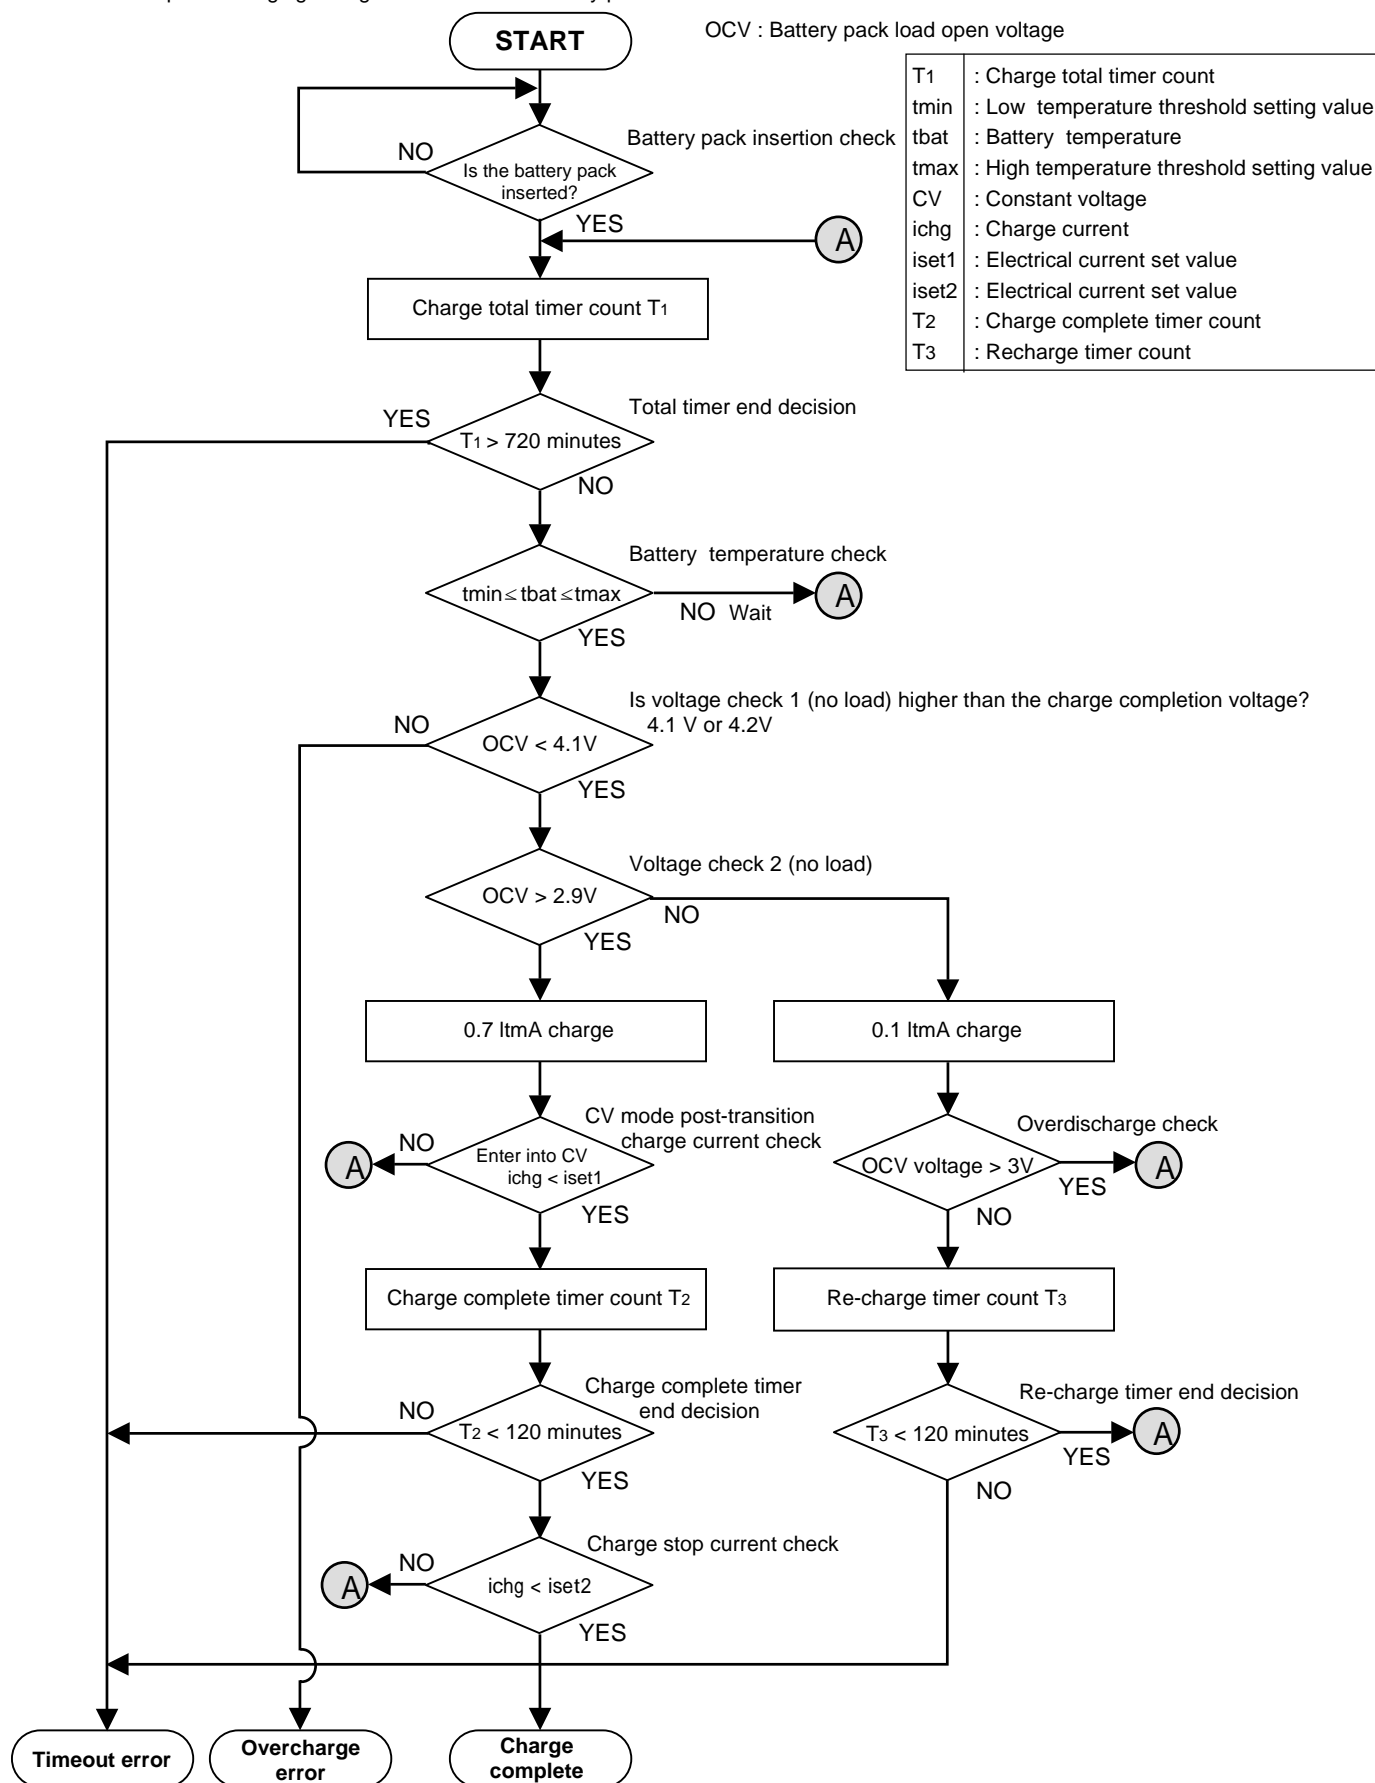 START
OCV : Battery pack load open voltage
T1 : Charge total timer count
tmin : Low temperature threshold setting value
tbat : Battery temperature
tmax : High temperature threshold setting value
CV : Constant voltage
ichg : Charge current
iset1 : Electrical current set value
iset2 : Electrical current set value
T2 : Charge complete timer count
T3 : Recharge timer count
Battery pack insertion check
NO
Is the battery pack
inserted?
YES
A
Charge total timer count T1
Total timer end decision
YES
T1 > 720 minutes
NO
Battery temperature check
tmin≤tbat≤tmax
NO Wait
A
YES
Is voltage check 1 (no load) higher than the charge completion voltage?
4.1 V or 4.2V
NO
OCV < 4.1V
YES
Voltage check 2 (no load)
OCV > 2.9V
NO
YES
0.7 ltmA charge
0.1 ltmA charge
CV mode post-transition
charge current check
Overdischarge check
A
NO
Enter into CV
ichg < iset1
YES
OCV voltage > 3V
YES
A
NO
Charge complete timer count T2
Re-charge timer count T3
Charge complete timer
end decision
Re-charge timer end decision
NO
T2 < 120 minutes
YES
T3 < 120 minutes
YES
A
NO
Charge stop current check
A
NO
ichg < iset2
YES
Timeout error
Overcharge
error
Charge
complete